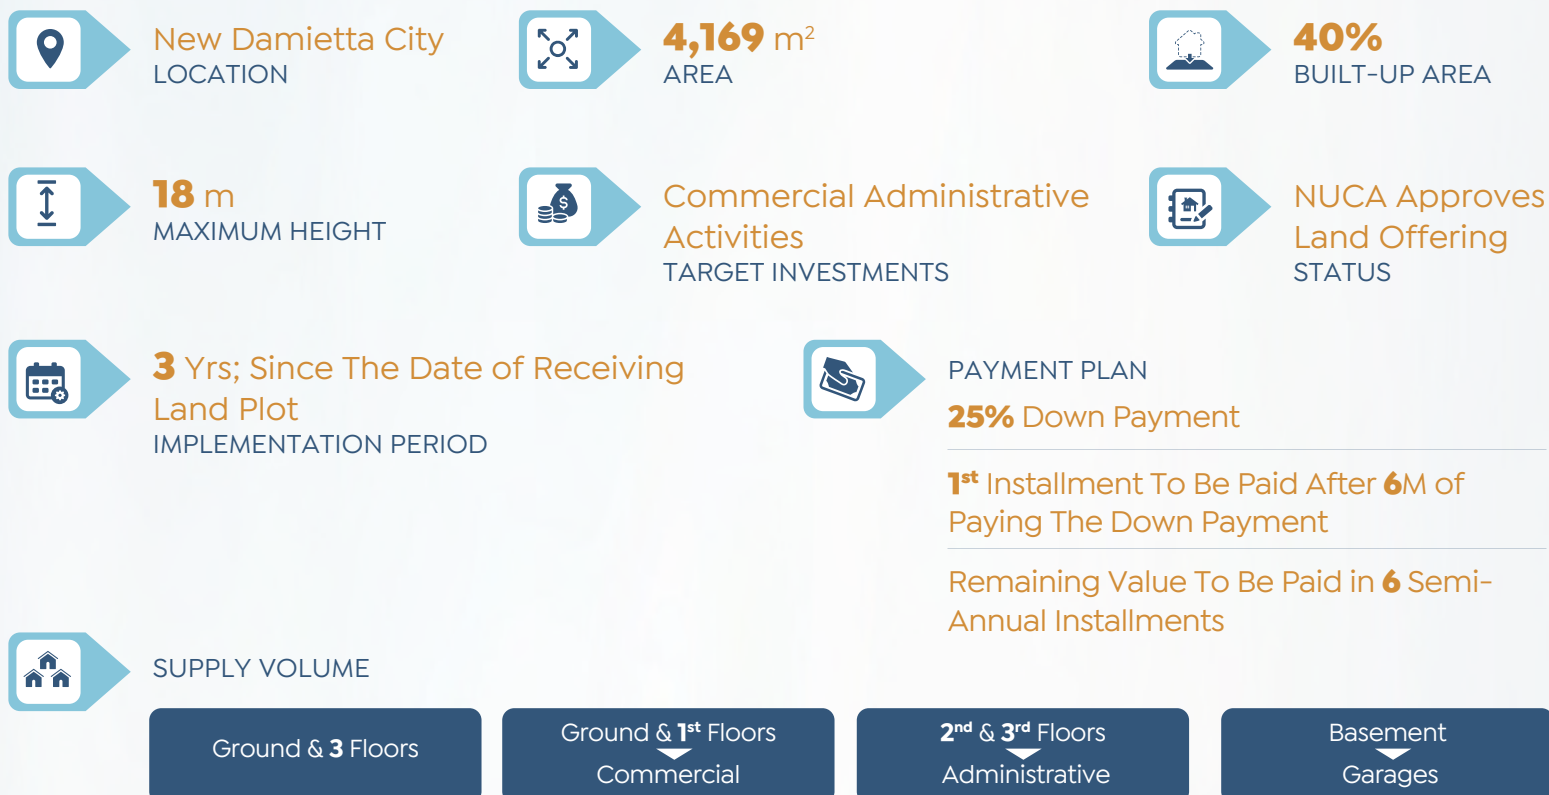 New Damietta City
LOCATION
4,169 m²
AREA
40%
BUILT-UP AREA
18 m
MAXIMUM HEIGHT
Commercial Administrative
Activities
TARGET INVESTMENTS
NUCA Approves
Land Offering
STATUS
3 Yrs; Since The Date of Receiving
Land Plot
IMPLEMENTATION PERIOD
PAYMENT PLAN
25% Down Payment
1st Installment To Be Paid After 6M of
Paying The Down Payment
Remaining Value To Be Paid in 6 Semi-
Annual Installments
SUPPLY VOLUME
Ground & 3 Floors
Ground & 1st Floors
Commercial
2nd & 3rd Floors
Administrative
Basement
Garages